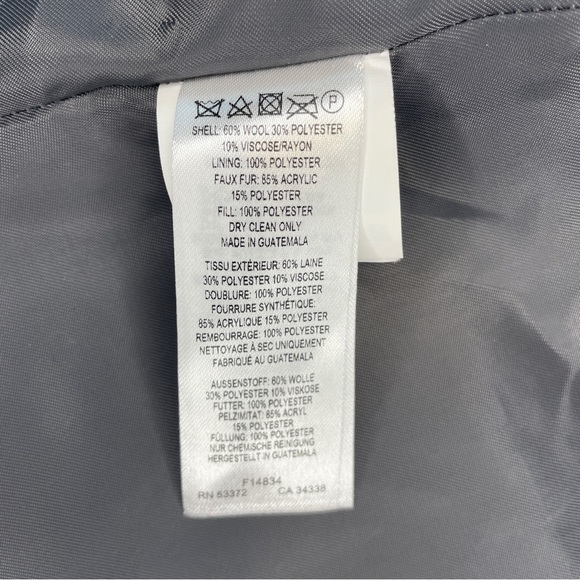 P
SHELL: 60% WOOL 30% POLYESTER
10% VISCOSE/RAYON
LINING: 100% POLYESTER
FAUX FUR: 85% ACRYLIC
15% POLYESTER
FILL: 100% POLYESTER
DRY CLEAN ONLY
MADE IN GUATEMALA
TISSU EXTÉRIEUR: 60% LAINE
30% POLYESTER 10% VISCOSE
DOUBLURE: 100% POLYESTER
FOURRURE SYNTHÉTIQUE:
85% ACRYLIQUE 15% POLYESTER
REMBOURRAGE: 100% POLYESTER
NETTOYAGE À SEC UNIQUEMENT
FABRIQUÉ AU GUATEMALA
AUSSENSTOFF: 60% WOLLE
30% POLYESTER 10% VISKOSE
FUTTER: 100% POLYESTER
PELZIMITAT: 85% ACRYL
15% POLYESTER
FÜLLUNG: 100% POLYESTER
NUR CHEMISCHE REINIGUNG
HERGESTELLT IN GUATEMALA
F14834
RN 53372 CA 34338